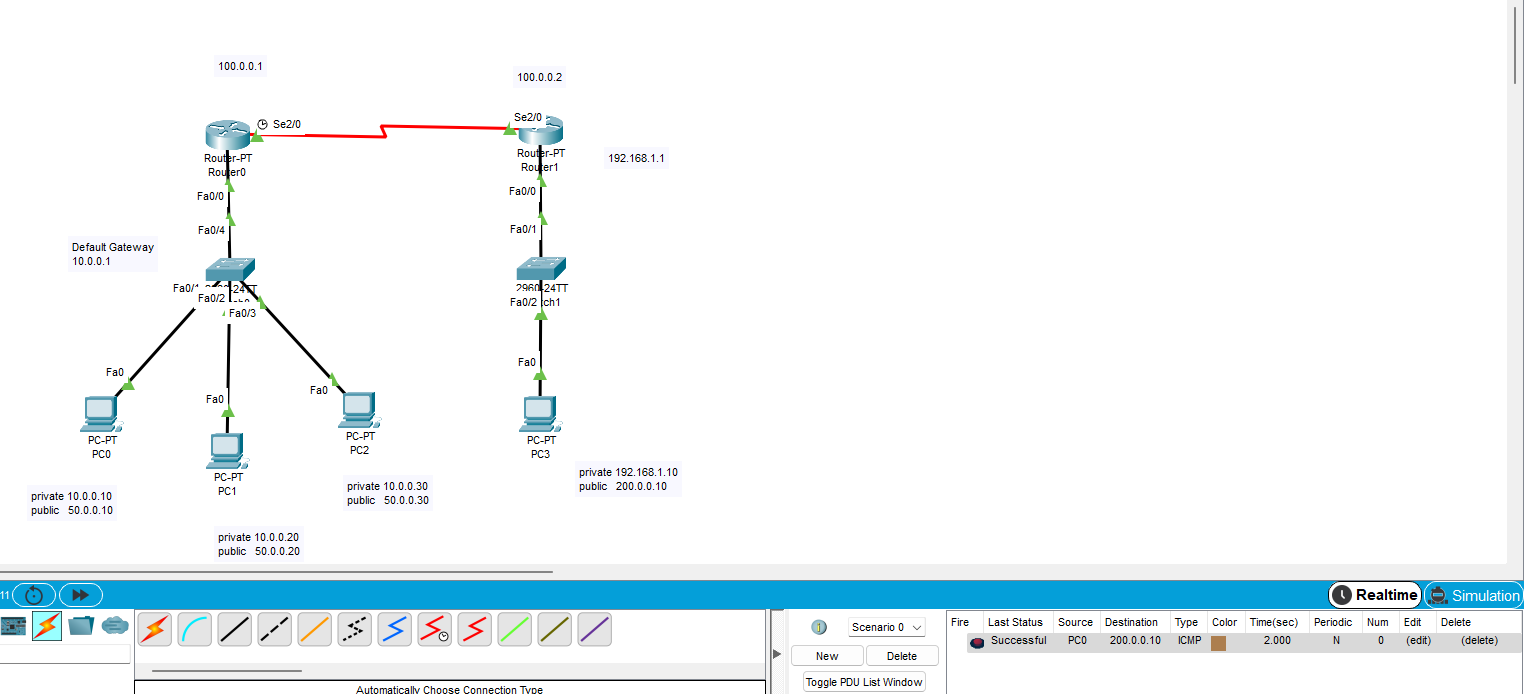 100.0.0.1
100.0.0.2
Se2/0
Se2/0
Router-PT
Router0
Router-PT
Router1
192.168.1.1
Fa0/0
Fa0/0
Fa0/4
Fa0/1
Default Gateway
10.0.0.1
Fa0/1
Fa0/2
Fa0/3
2960-24TT
Fa0/2
Fa0
Fa0
Fa0
Fa0
PC-PT
PC0
PC-PT
PC1
PC-PT
PC2
PC-PT
PC3
private 10.0.0.10
public 50.0.0.10
private 10.0.0.20
public 50.0.0.20
private 10.0.0.30
public 50.0.0.30
private 192.168.1.10
public 200.0.0.10
11
Realtime
Simulation
Scenario 0
New
Delete
Toggle PDU List Window
Fire Last Status Source Destination Type Color Time(sec) Periodic Num Edit Delete
Successful PC0 200.0.0.10 ICMP 2.000 N 0 (edit) (delete)
Automatically Choose Connection Type